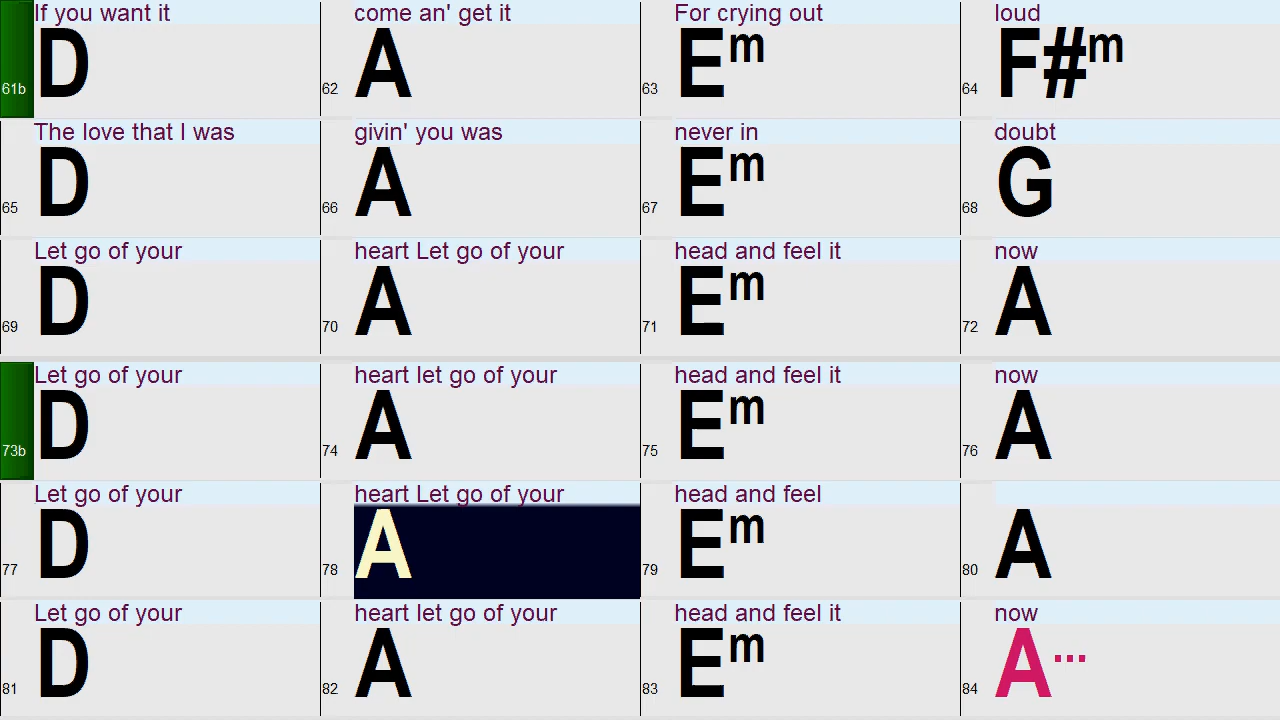 If you want it come an' get it For crying out loud
61b D 62 A 63 Em 64 F#m
The love that I was givin' you was never in doubt
65 D 66 A 67 Em 68 G
Let go of your heart Let go of your head and feel it now
69 D 70 A 71 Em 72 A
Let go of your heart let go of your head and feel it now
73b D 74 A 75 Em 76 A
Let go of your heart Let go of your head and feel
77 D 78 A 79 Em 80 A
Let go of your heart let go of your head and feel it now
81 D 82 A 83 Em 84 A...